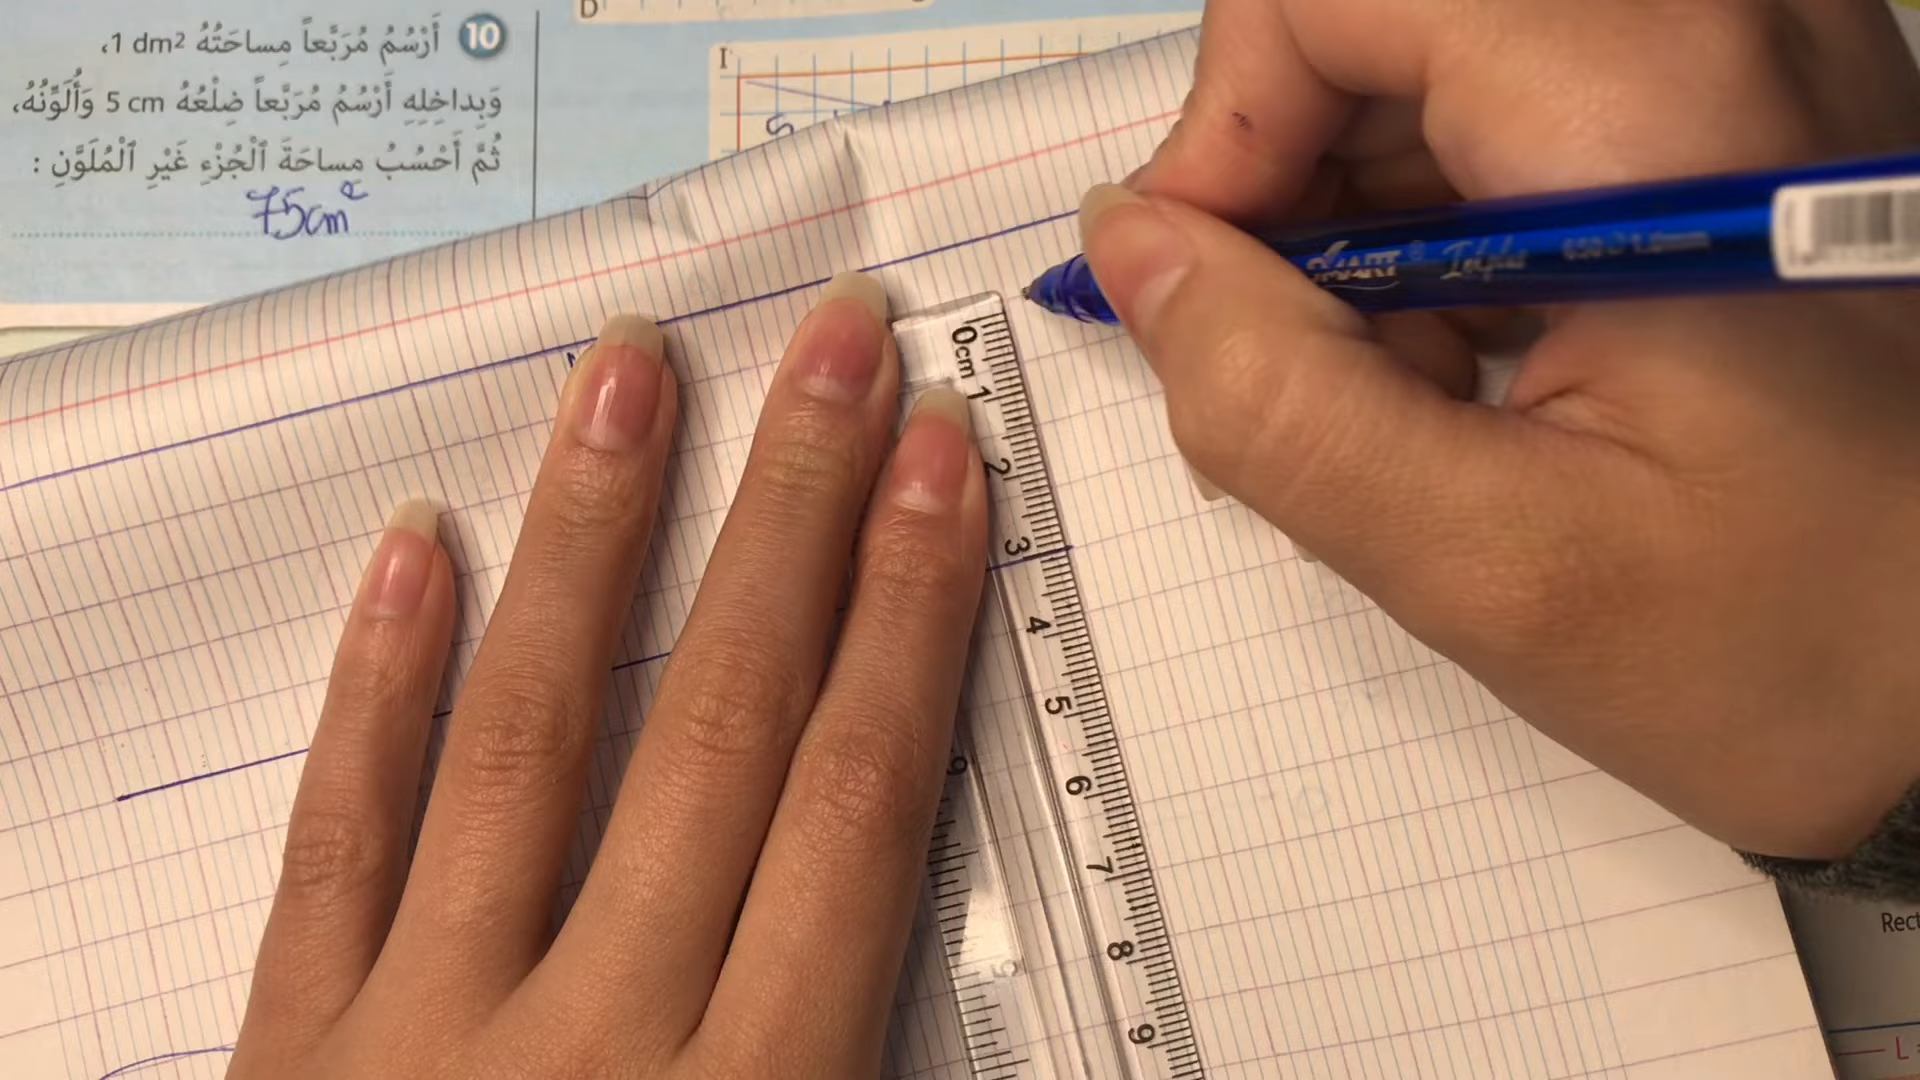 10 أَرْسُمُ مُرَبَّعاً مِساحَتُهُ 1 dm²،
وَبِداخِلِهِ أَرْسُمُ مُرَبَّعاً ضِلْعُهُ 5 cm وَأُلَوِّنُهُ،
ثُمَّ أَحْسُبُ مِساحَةَ ٱلْجُزْءِ غَيْرِ ٱلْمُلَوَّنِ :
75cm²
D
I
0cm 1 2 3 4 5 6 7 8 9
Rect
L